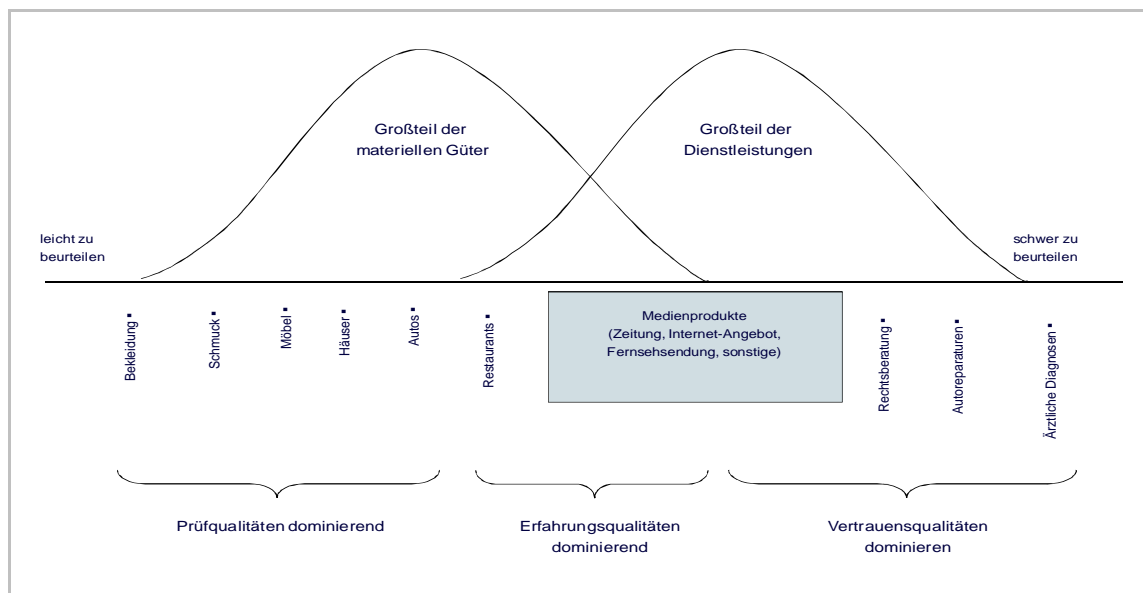 Großteil der
materiellen Güter
Großteil der
Dienstleistungen
leicht zu
beurteilen
schwer zu
beurteilen
Bekleidung
Schmuck
Möbel
Häuser
Autos
Restaurants
Medienprodukte
(Zeitung, Internet-Angebot,
Fernsehsendung, sonstige)
Rechtsberatung
Autoreparaturen
Ärztliche Diagnosen
Prüfqualitäten dominierend
Erfahrungsqualitäten
dominierend
Vertrauensqualitäten
dominieren